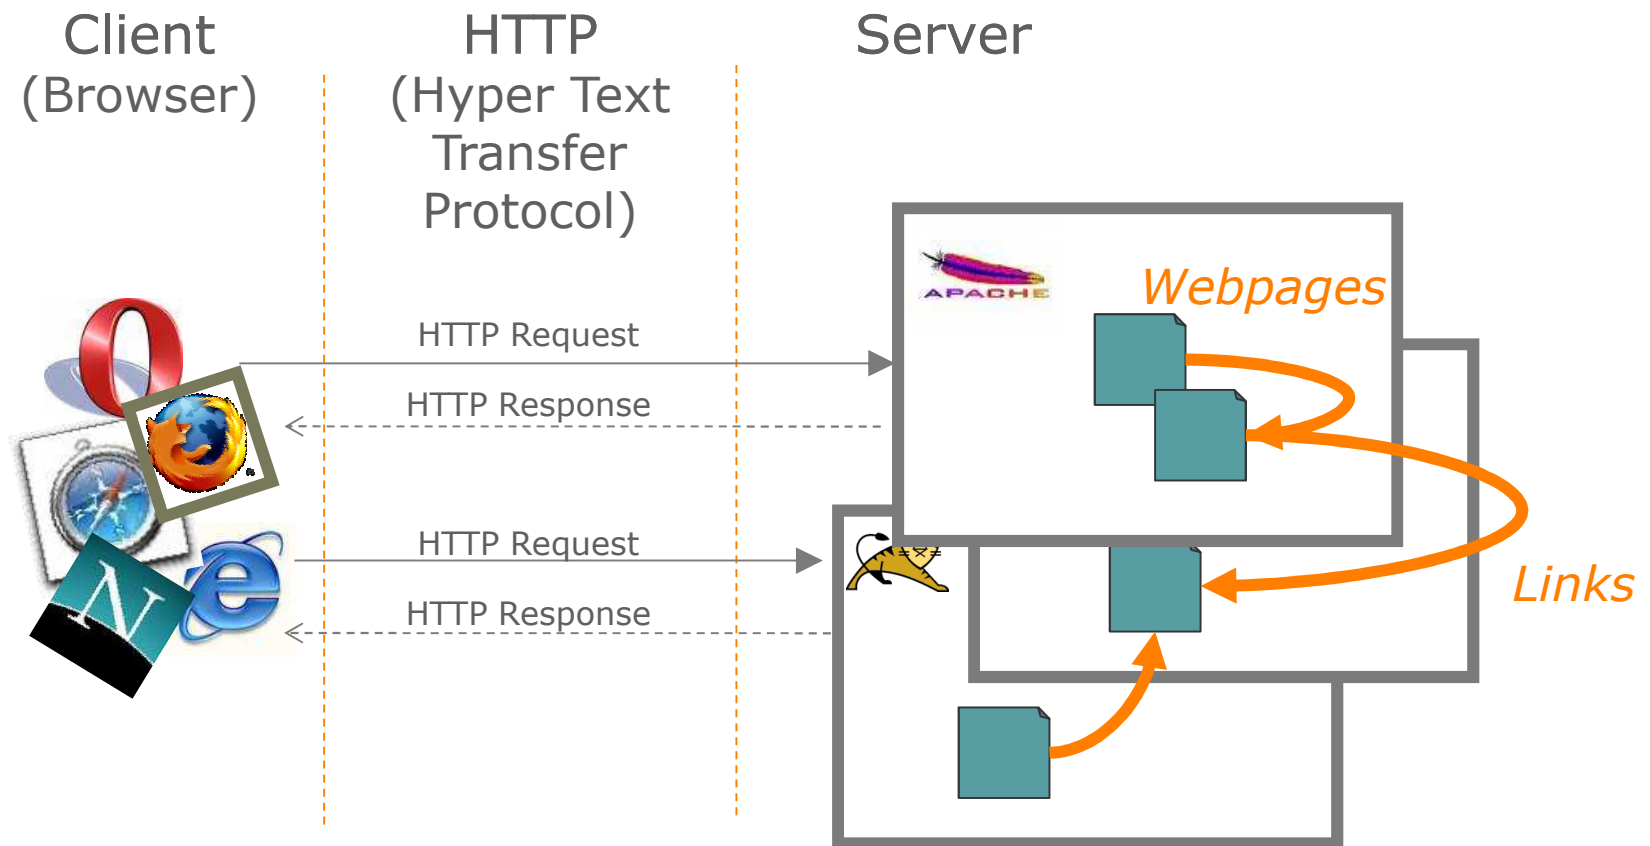 Client
(Browser)
HTTP
(Hyper Text
Transfer
Protocol)
Server
APACHE
Webpages
HTTP Request
HTTP Response
HTTP Request
HTTP Response
Links
N
e